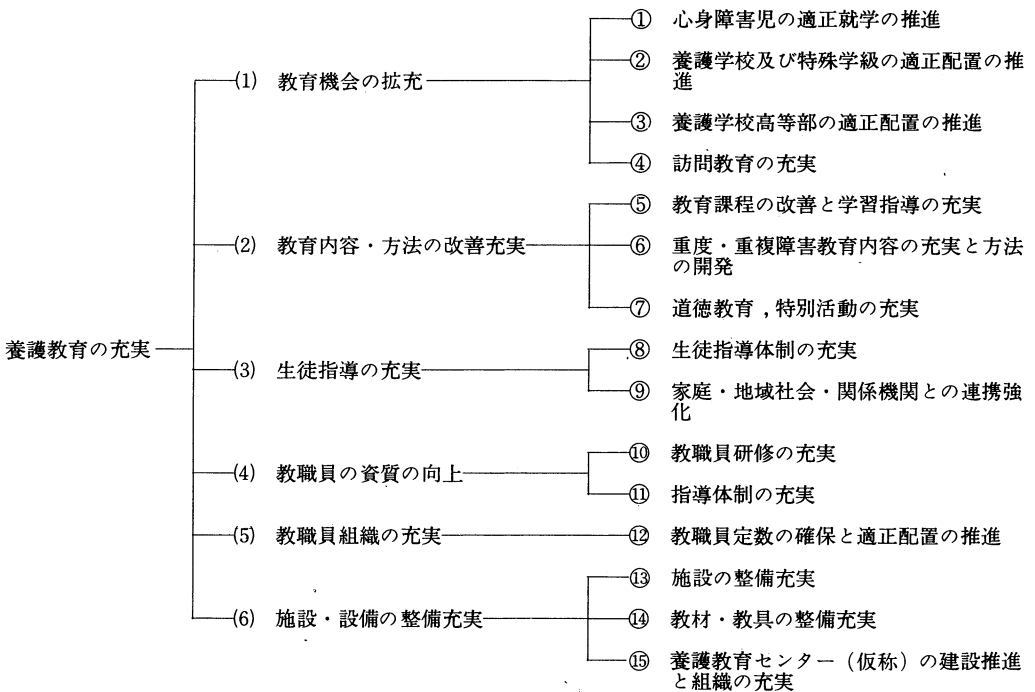 養護教育の充実
(1) 教育機会の拡充
① 心身障害児の適正就学の推進
② 養護学校及び特殊学級の適正配置の推
進
③ 養護学校高等部の適正配置の推進
④ 訪問教育の充実
(2) 教育内容・方法の改善充実
⑤ 教育課程の改善と学習指導の充実
⑥ 重度・重複障害教育内容の充実と方法
の開発
⑦ 道徳教育,特別活動の充実
(3) 生徒指導の充実
⑧ 生徒指導体制の充実
⑨ 家庭・地域社会・関係機関との連携強
化
(4) 教職員の資質の向上
⑩ 教職員研修の充実
⑪ 指導体制の充実
(5) 教職員組織の充実
⑫ 教職員定数の確保と適正配置の推進
(6) 施設・設備の整備充実
⑬ 施設の整備充実
⑭ 教材・教具の整備充実
⑮ 養護教育センター(仮称)の建設推進
と組織の充実